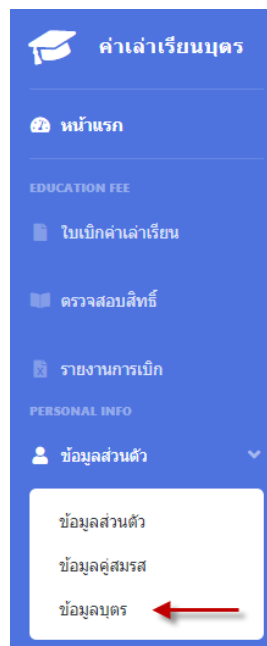 ค่าเล่าเรียนบุตร
หน้าแรก
EDUCATION FEE
ใบเบิกค่าเล่าเรียน
ตรวจสอบสิทธิ์
รายงานการเบิก
PERSONAL INFO
ข้อมูลส่วนตัว
ข้อมูลส่วนตัว
ข้อมูลคู่สมรส
ข้อมูลบุตร